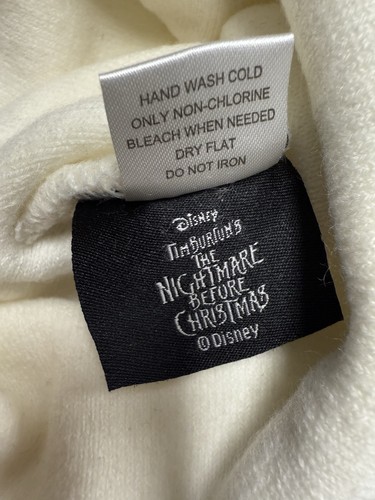 HAND WASH COLD
ONLY NON-CHLORINE
BLEACH WHEN NEEDED
DRY FLAT
DO NOT IRON
Disney
TIM BURTON'S
THE
NIGHTMARE
BEFORE
CHRISTMAS
©Disney